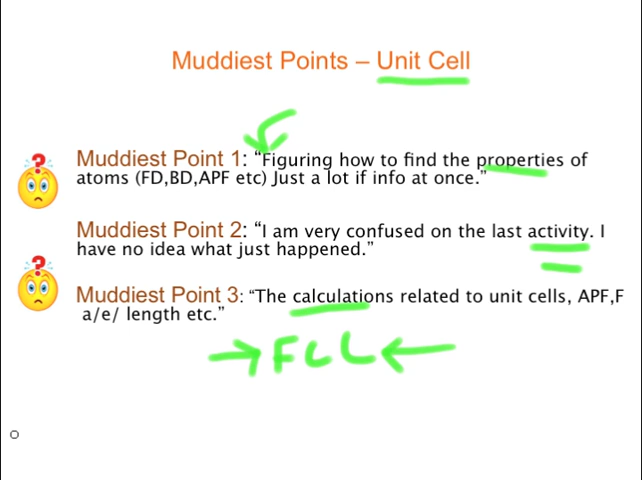 Muddiest Points – Unit Cell
Muddiest Point 1: “Figuring how to find the properties of
atoms (FD,BD,APF etc) Just a lot if info at once.”
Muddiest Point 2: “I am very confused on the last activity. I
have no idea what just happened.”
Muddiest Point 3: “The calculations related to unit cells, APF,F
a/e/ length etc.”
→ FCC ←